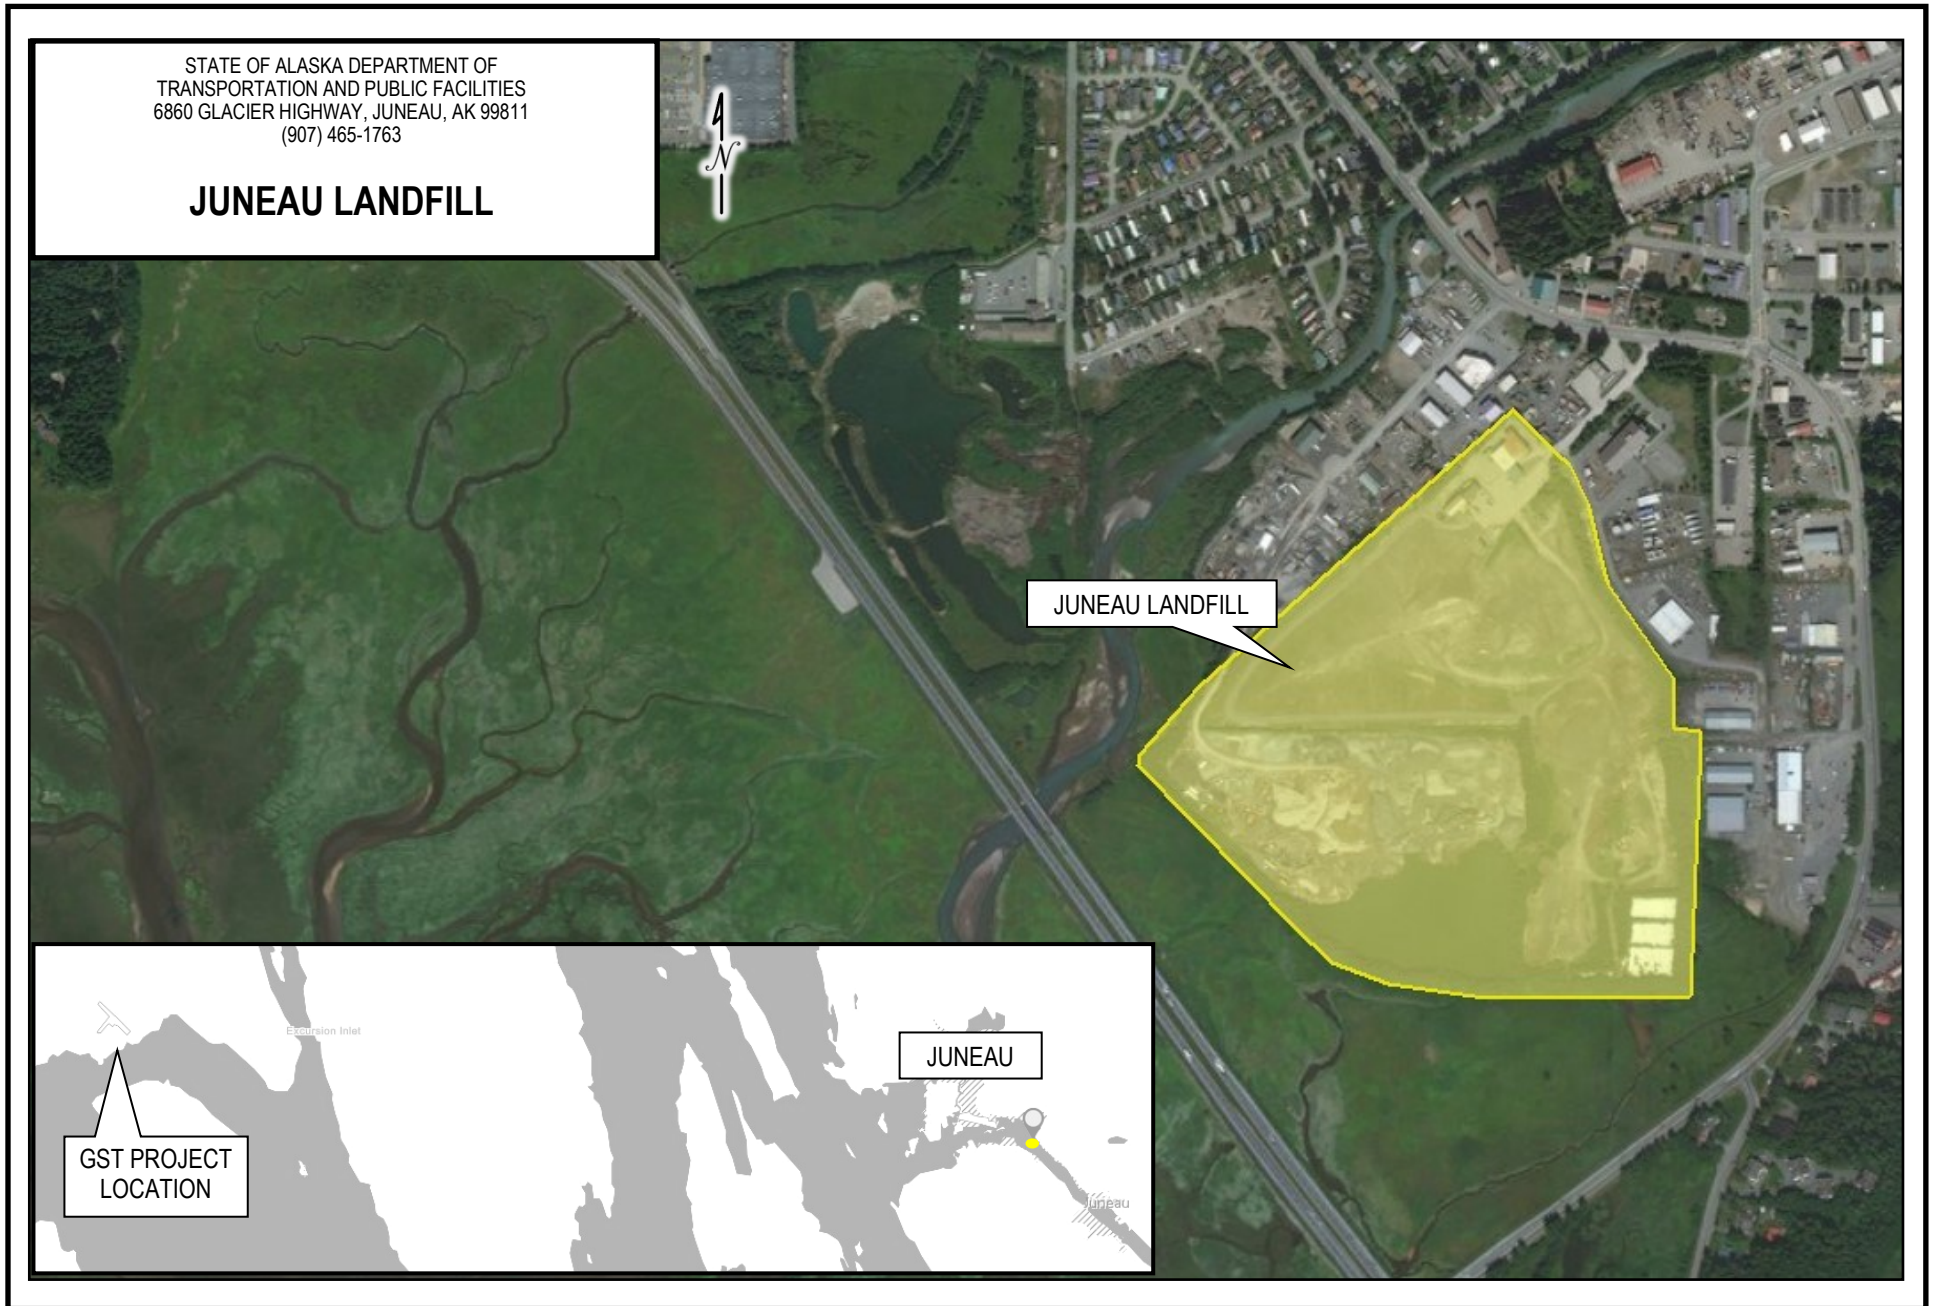 STATE OF ALASKA DEPARTMENT OF
TRANSPORTATION AND PUBLIC FACILITIES
6860 GLACIER HIGHWAY, JUNEAU, AK 99811
(907) 465-1763
JUNEAU LANDFILL
N
JUNEAU LANDFILL
Excursion Inlet
JUNEAU
GST PROJECT
LOCATION
Juneau